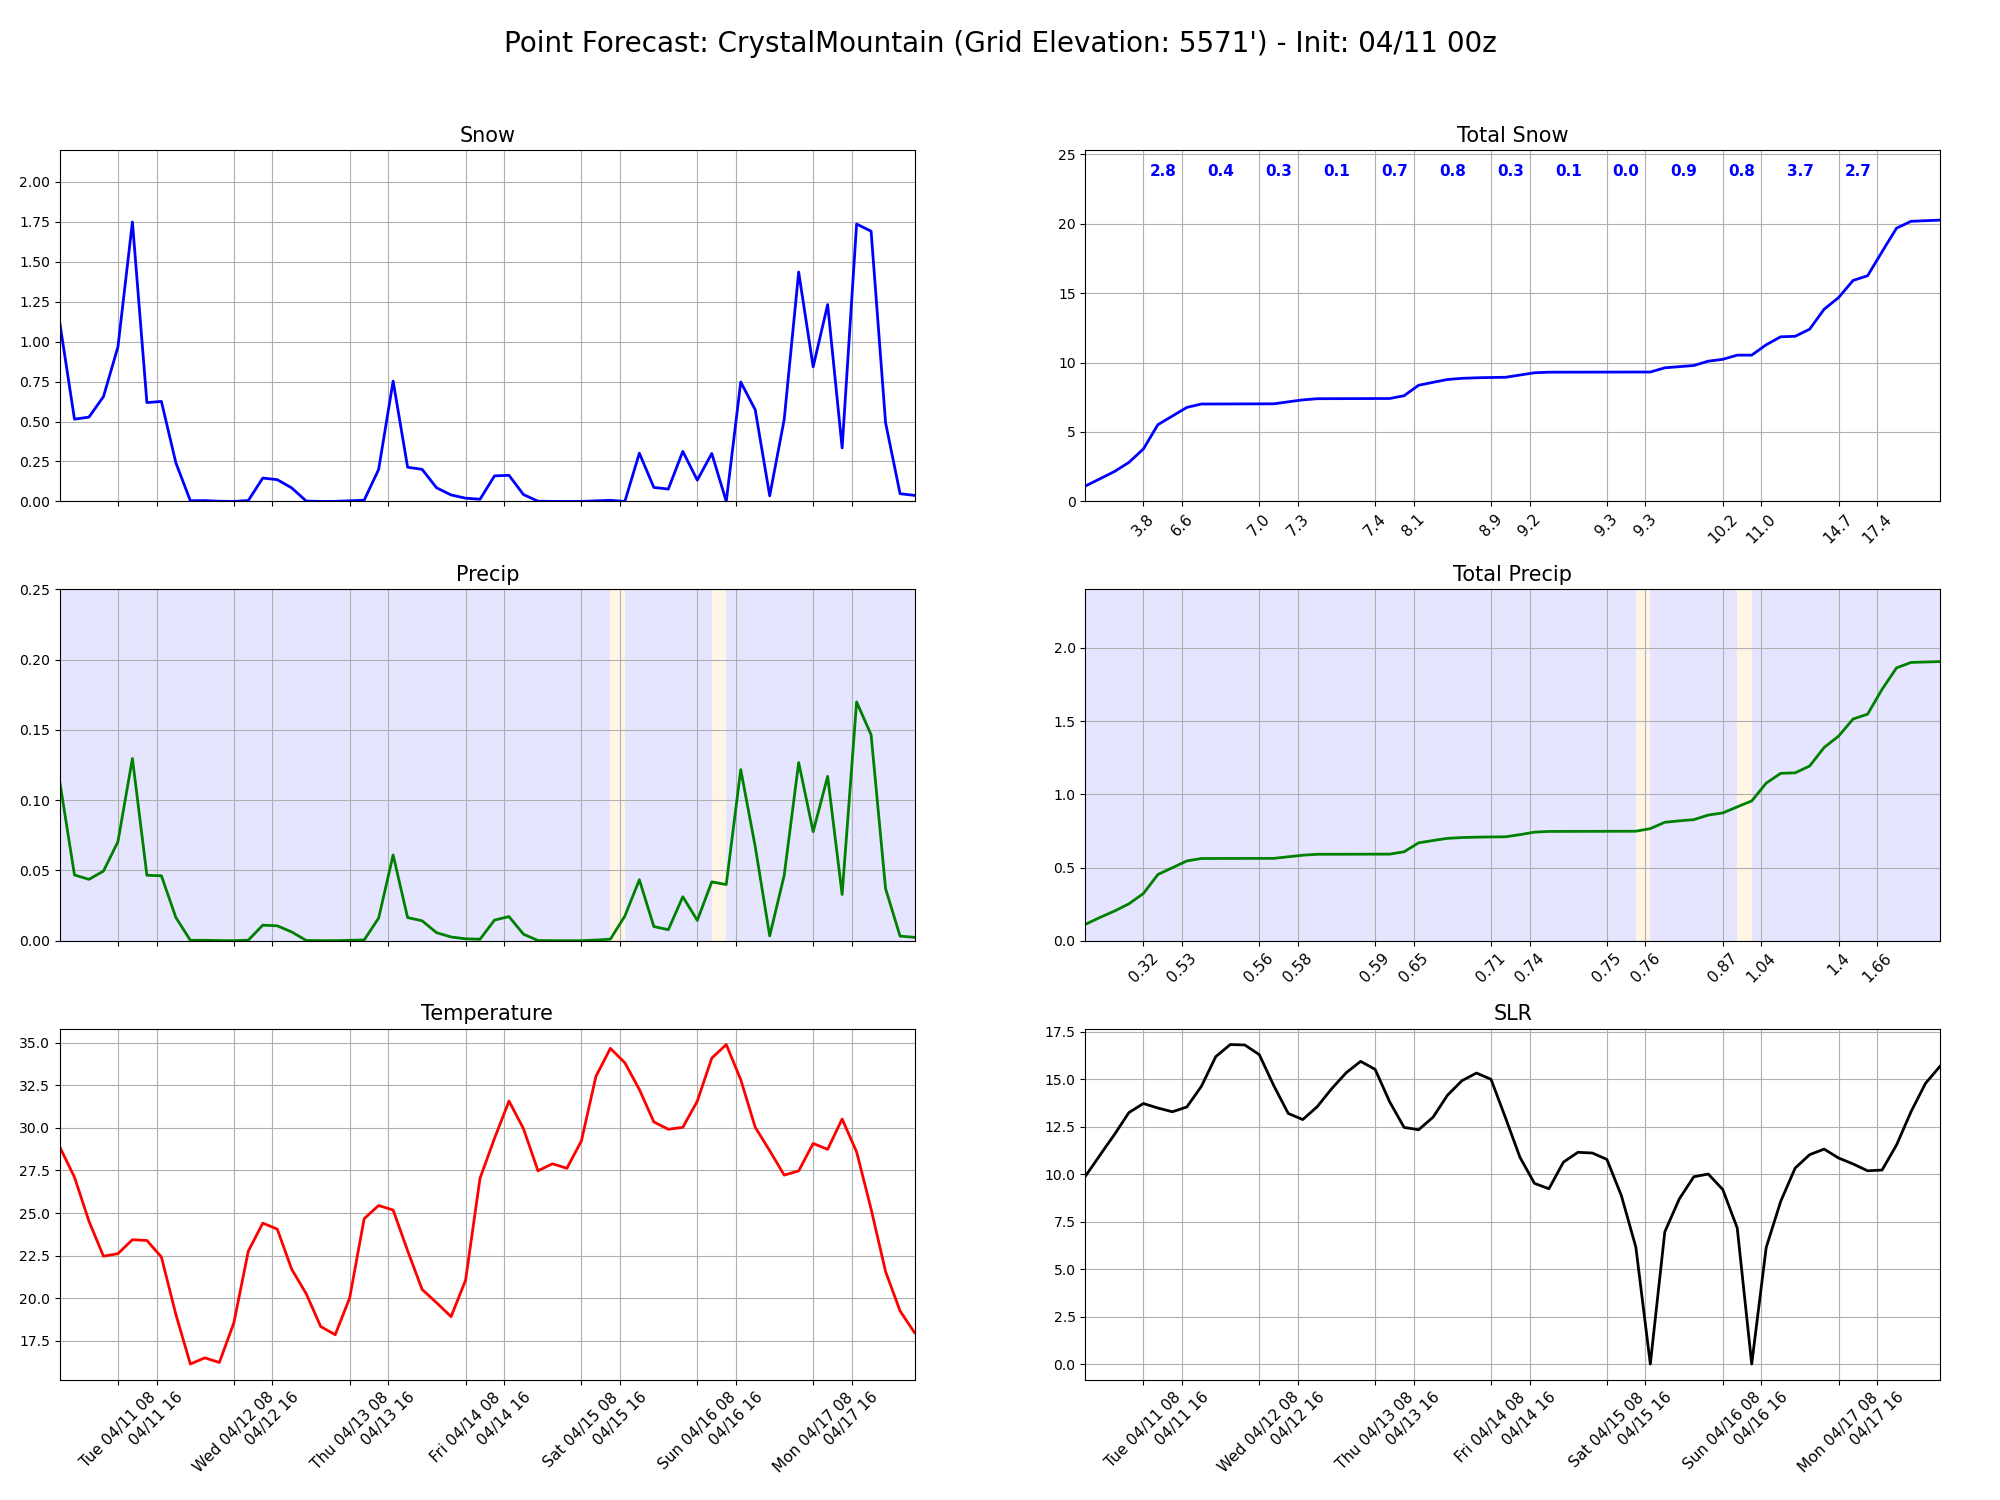 Point Forecast: CrystalMountain (Grid Elevation: 5571') - Init: 04/11 00z
Snow
2.00
1.75
1.50
1.25
1.00
0.75
0.50
0.25
0.00
Total Snow
25
20
15
10
5
0
2.8 0.4 0.3 0.1 0.7 0.8 0.3 0.1 0.0 0.9 0.8 3.7 2.7
3.8 6.6 7.0 7.3 7.4 8.1 8.9 9.2 9.3 9.3 10.2 11.0 14.7 17.4
Precip
0.25
0.20
0.15
0.10
0.05
0.00
Total Precip
2.0
1.5
1.0
0.5
0.0
0.32 0.53 0.56 0.58 0.59 0.65 0.71 0.74 0.75 0.76 0.87 1.04 1.4 1.66
Temperature
35.0
32.5
30.0
27.5
25.0
22.5
20.0
17.5
Tue 04/11 08
04/11 16
Wed 04/12 08
04/12 16
Thu 04/13 08
04/13 16
Fri 04/14 08
04/14 16
Sat 04/15 08
04/15 16
Sun 04/16 08
04/16 16
Mon 04/17 08
04/17 16
SLR
17.5
15.0
12.5
10.0
7.5
5.0
2.5
0.0
Tue 04/11 08
04/11 16
Wed 04/12 08
04/12 16
Thu 04/13 08
04/13 16
Fri 04/14 08
04/14 16
Sat 04/15 08
04/15 16
Sun 04/16 08
04/16 16
Mon 04/17 08
04/17 16